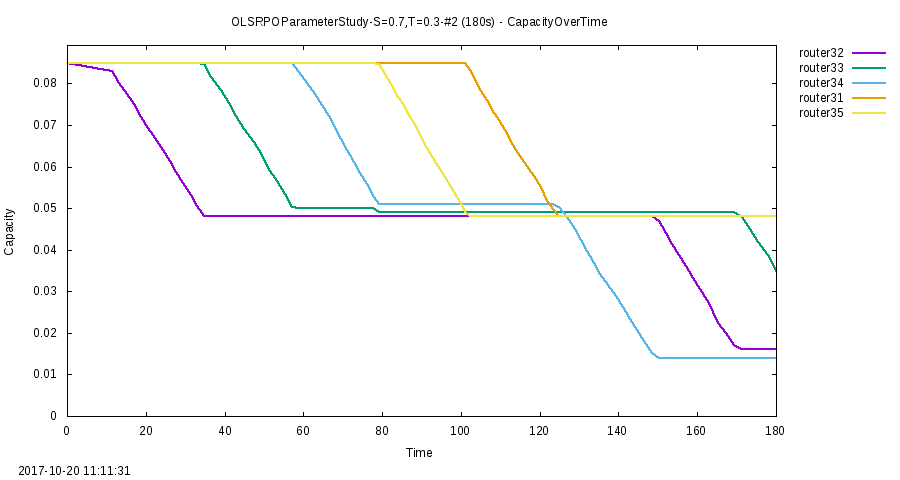 OLSRPOParameterStudy-S=0.7,T=0.3-#2 (180s) - CapacityOverTime
router32
router33
router34
router31
router35
0.08
0.07
0.06
0.05
0.04
0.03
0.02
0.01
0
Capacity
0 20 40 60 80 100 120 140 160 180
Time
2017-10-20 11:11:31